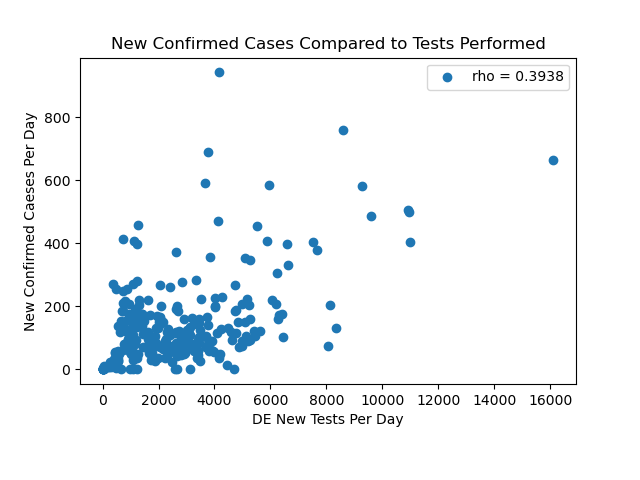 New Confirmed Cases Compared to Tests Performed
rho = 0.3938
New Confirmed Caeses Per Day
800
600
400
200
0
0 2000 4000 6000 8000 10000 12000 14000 16000
DE New Tests Per Day